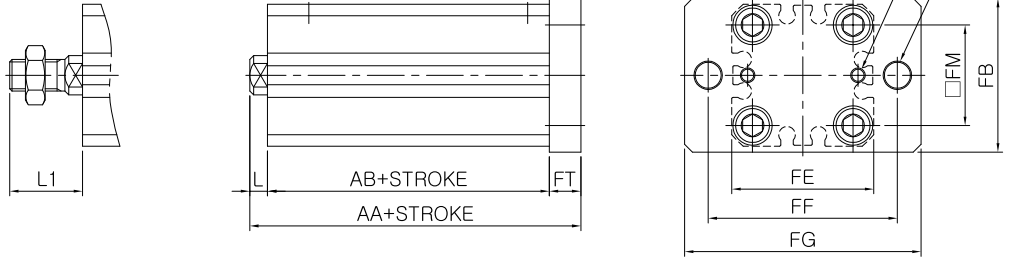 □FM
FB
L1
L
AB+STROKE
FT
FE
AA+STROKE
FF
FG